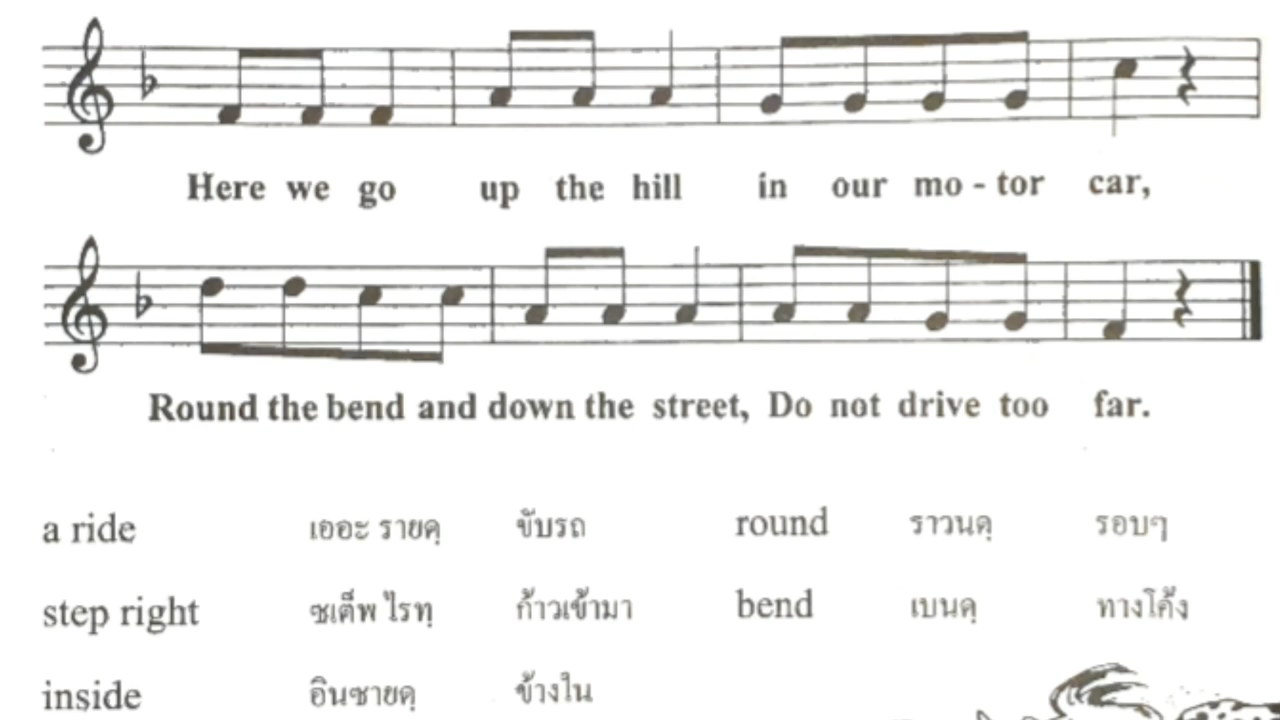 Here we go up the hill in our mo - tor car,
Round the bend and down the street, Do not drive too far.
a ride เออะ รายดฺ ขับรถ round ราวนดฺ รอบๆ
step right ซเต็พ ไรทฺ ก้าวเข้ามา bend เบนดฺ ทางโค้ง
inside อินซายดฺ ข้างใน